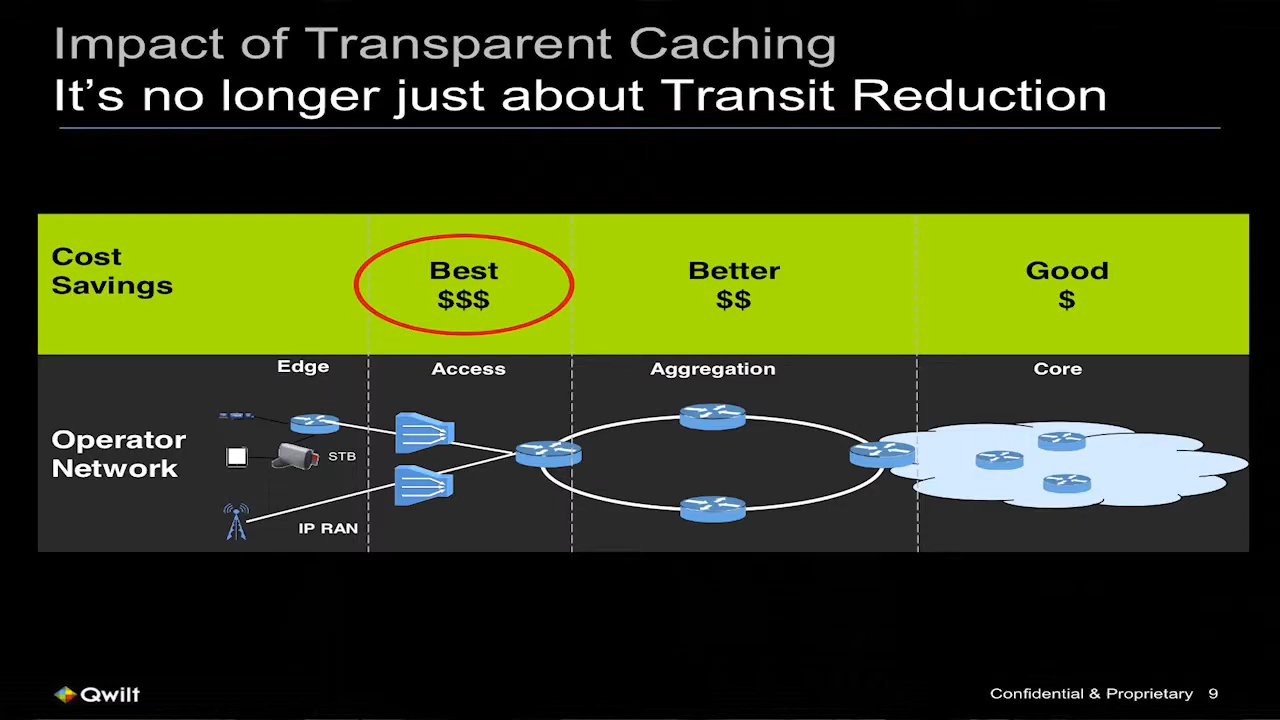 Impact of Transparent Caching
It's no longer just about Transit Reduction
Cost
Savings
Best
$$$
Better
$$
Good
$
Edge
Access
Aggregation
Core
Operator
Network
STB
IP RAN
Qwilt
Confidential & Proprietary 9